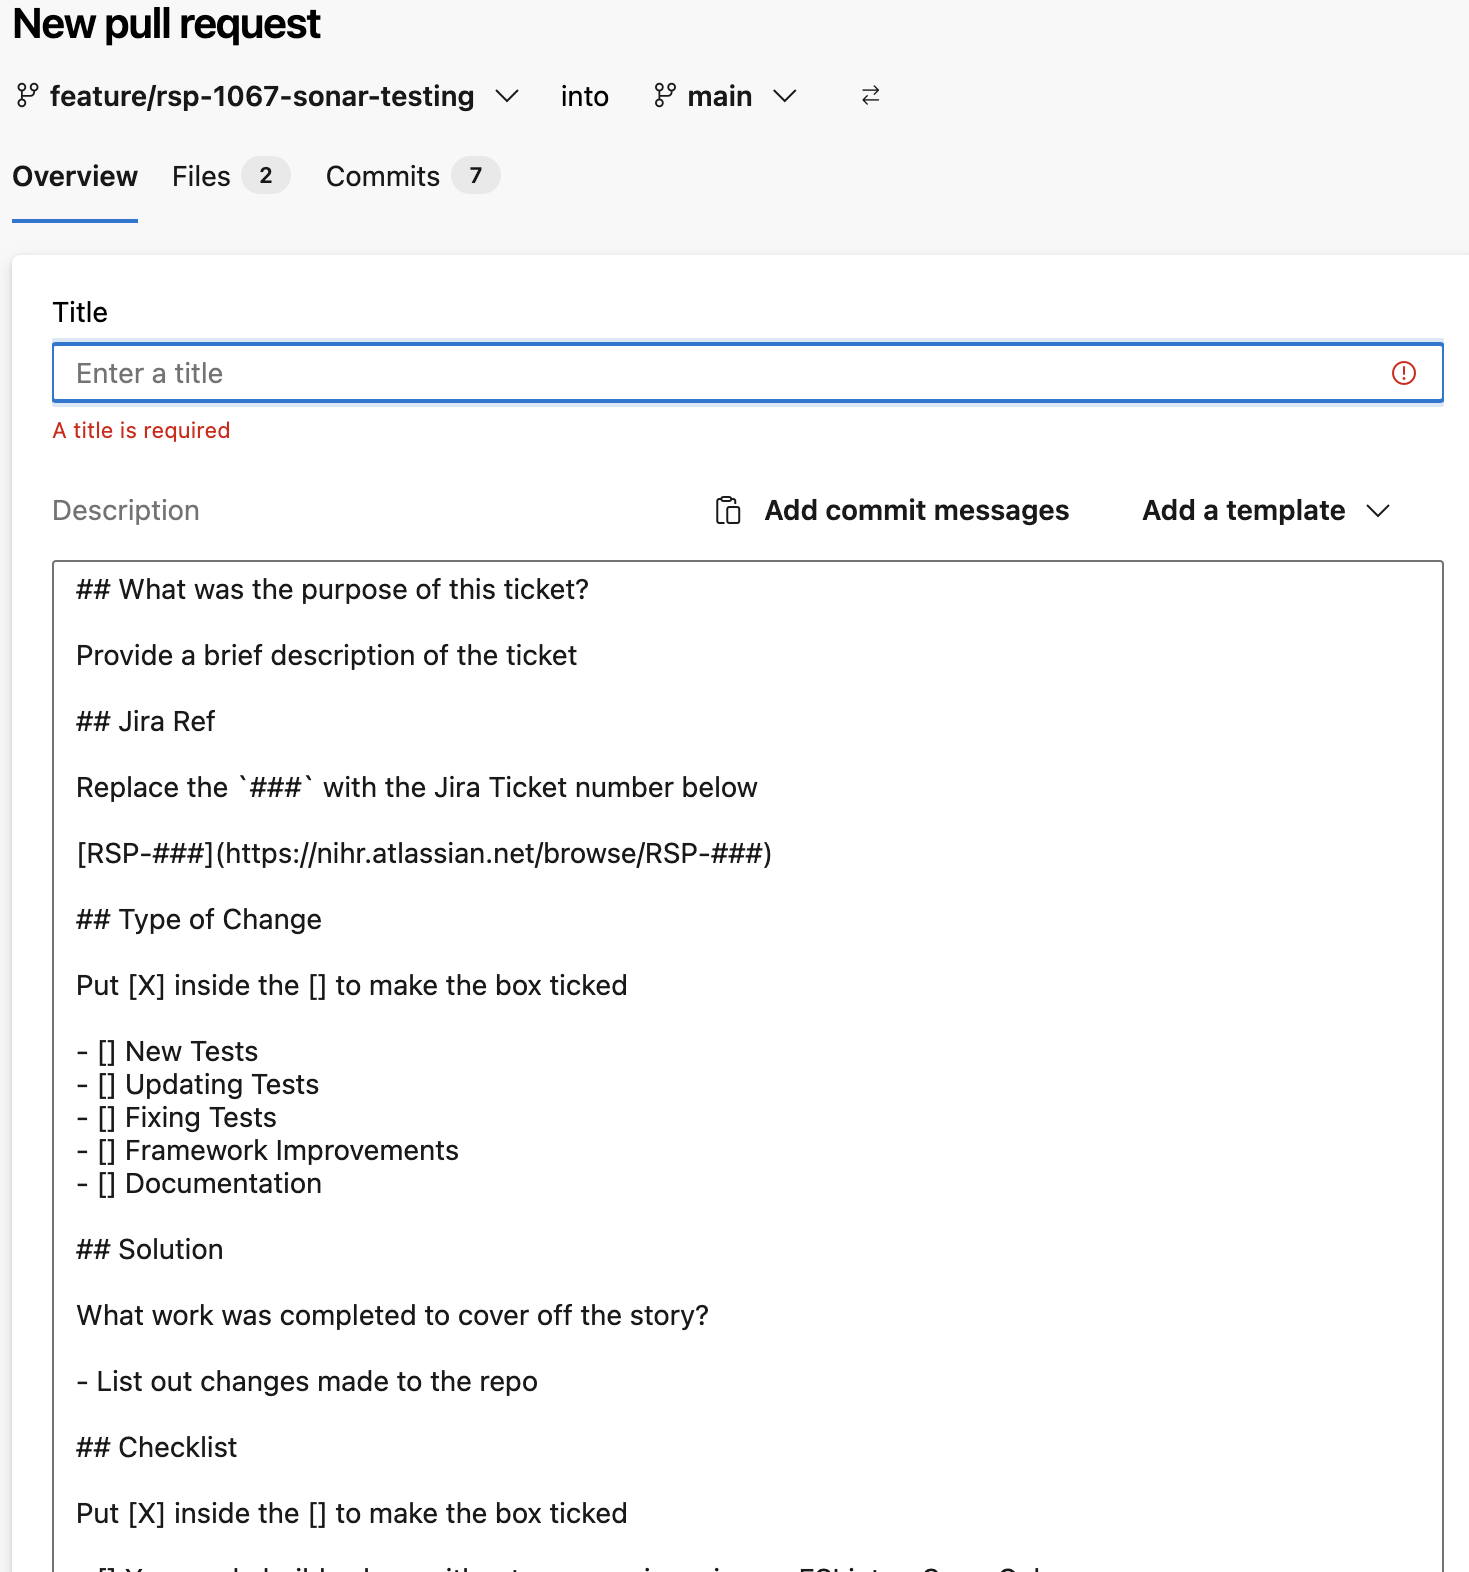 New pull request
feature/rsp-1067-sonar-testing into main
Overview Files 2 Commits 7
Title
Enter a title
A title is required
Description Add commit messages Add a template
## What was the purpose of this ticket?
Provide a brief description of the ticket
## Jira Ref
Replace the `###` with the Jira Ticket number below
[RSP-###](https://nihr.atlassian.net/browse/RSP-###)
## Type of Change
Put [X] inside the [] to make the box ticked
- [] New Tests
- [] Updating Tests
- [] Fixing Tests
- [] Framework Improvements
- [] Documentation
## Solution
What work was completed to cover off the story?
- List out changes made to the repo
## Checklist
Put [X] inside the [] to make the box ticked